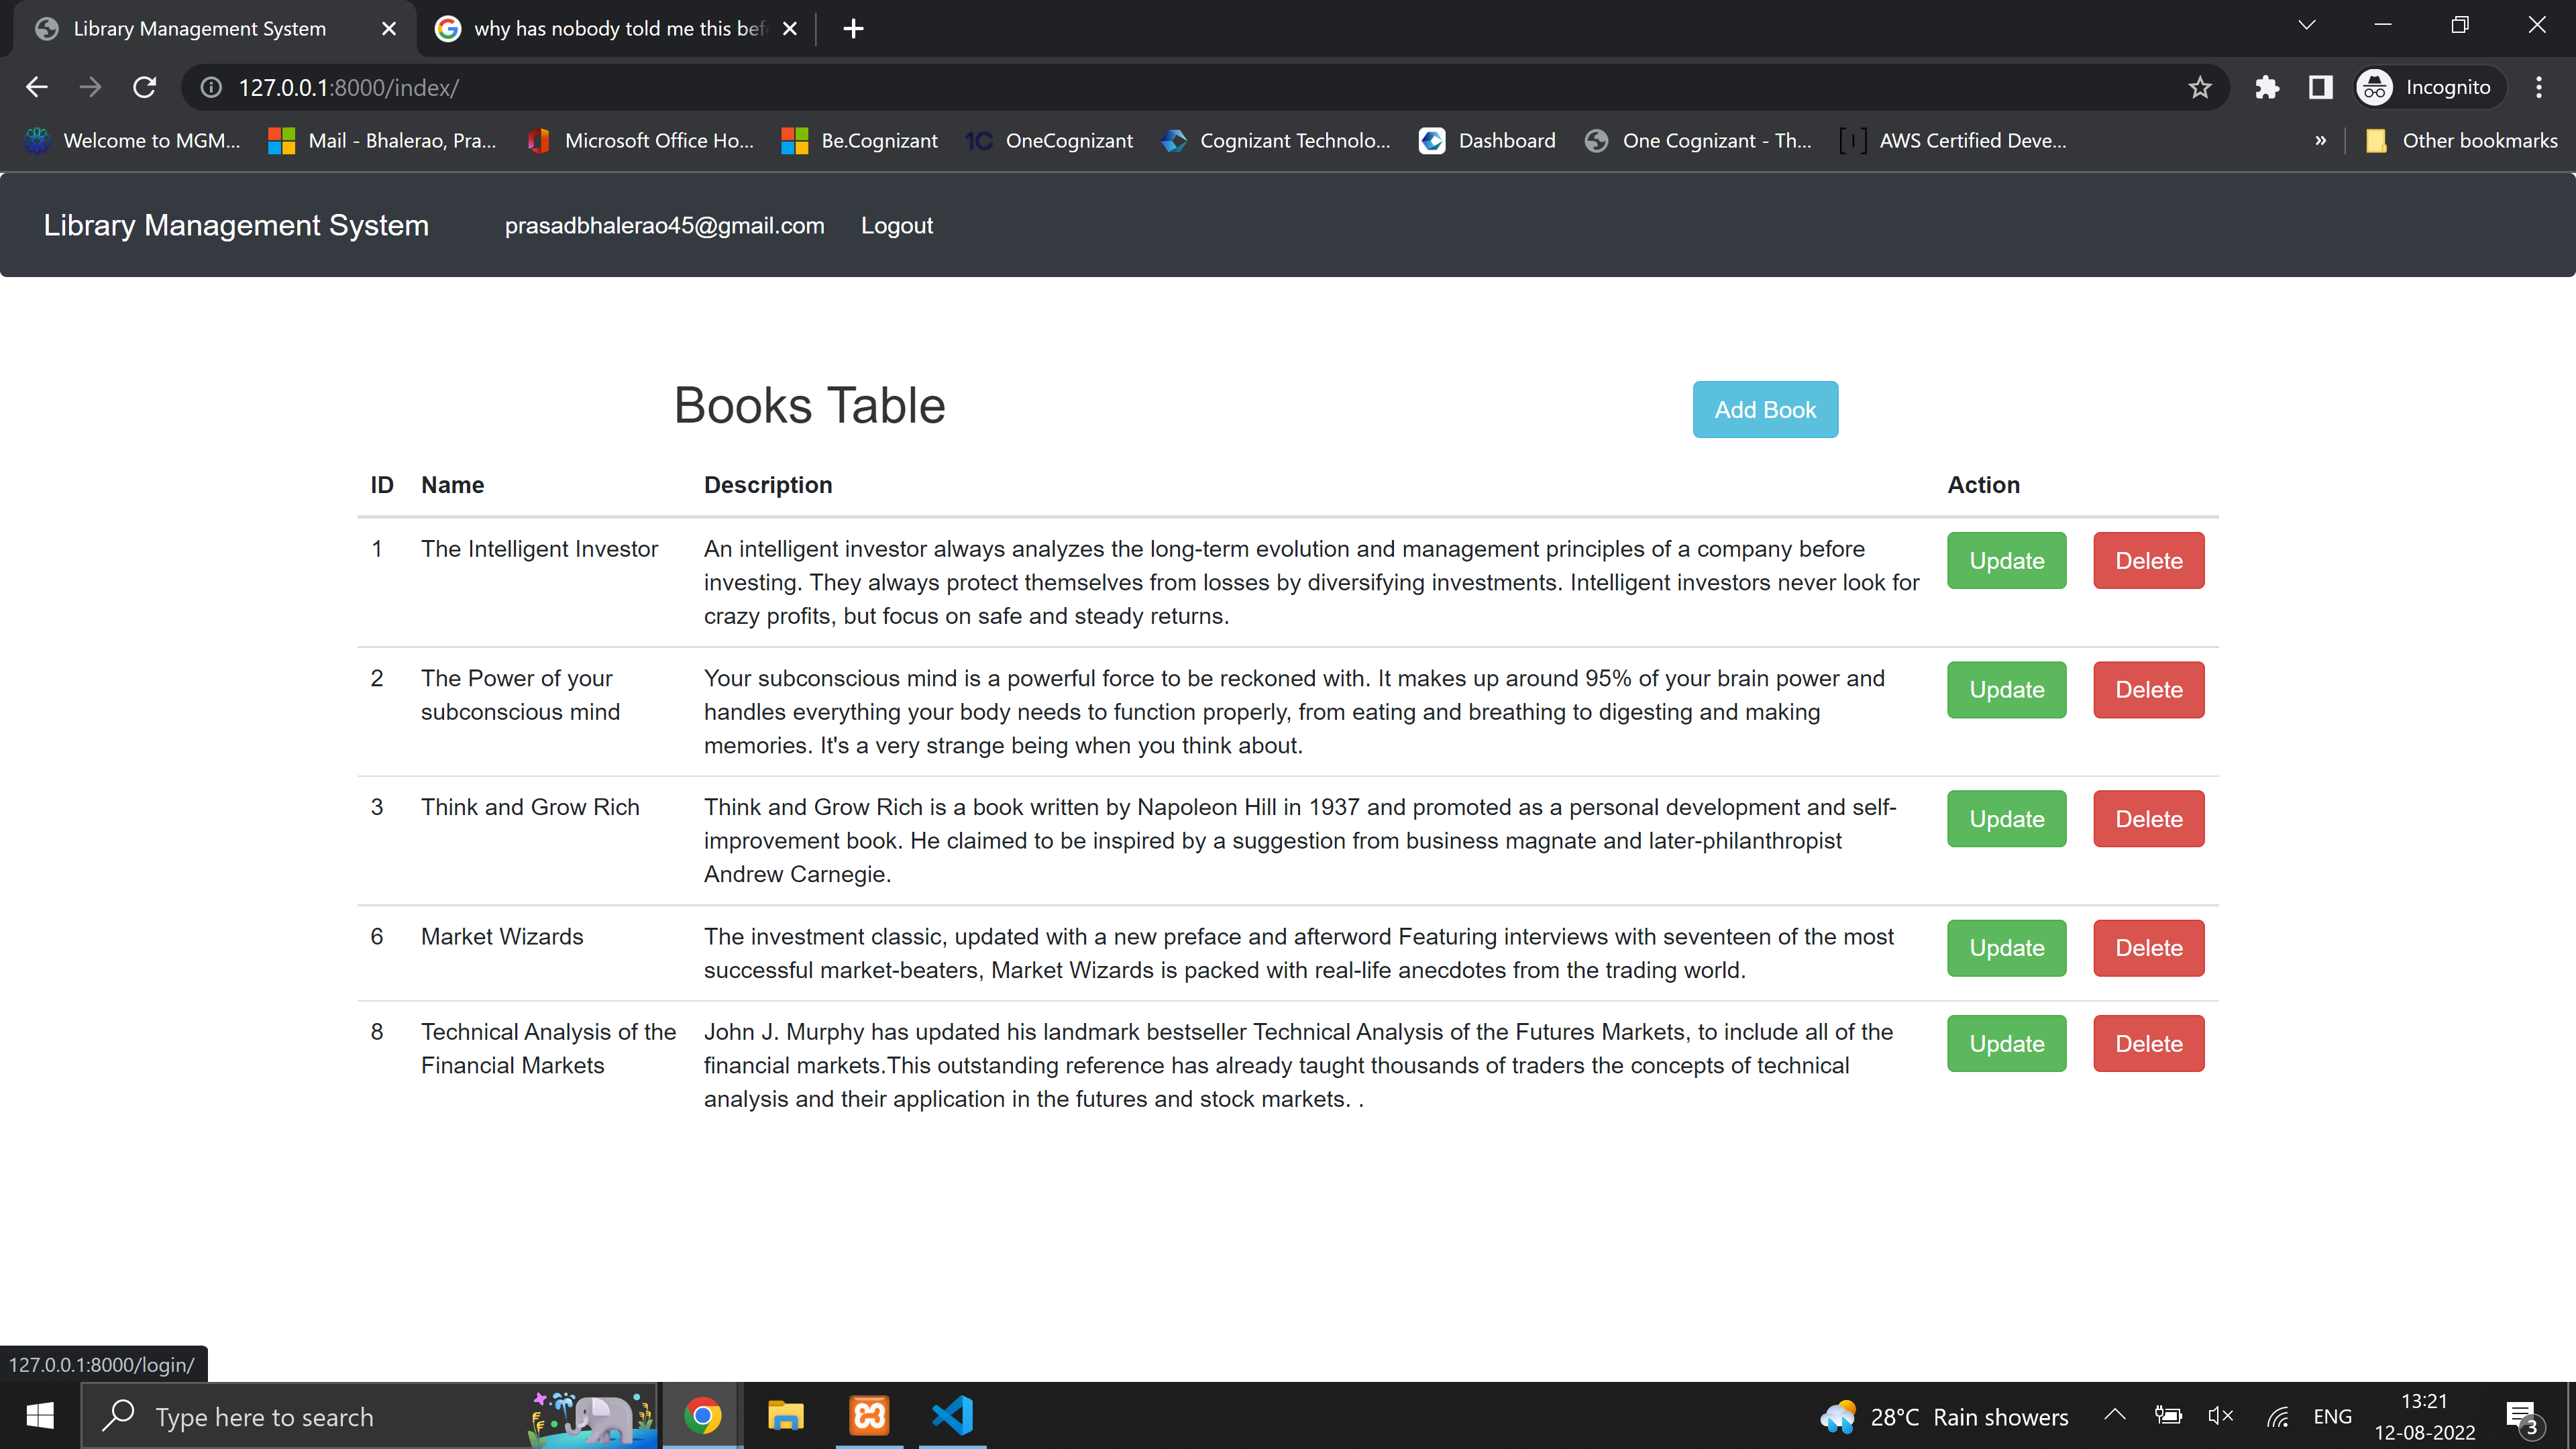 Library Management System
why has nobody told me this bef
127.0.0.1:8000/index/
Incognito
Welcome to MGM...
Mail - Bhalerao, Pra...
Microsoft Office Ho...
Be.Cognizant
1C OneCognizant
Cognizant Technolo...
Dashboard
One Cognizant - Th...
AWS Certified Deve...
» Other bookmarks
Library Management System prasadbhalerao45@gmail.com Logout
Books Table
Add Book
ID Name Description Action
1 The Intelligent Investor An intelligent investor always analyzes the long-term evolution and management principles of a company before
investing. They always protect themselves from losses by diversifying investments. Intelligent investors never look for
crazy profits, but focus on safe and steady returns.
Update Delete
2 The Power of your
subconscious mind
Your subconscious mind is a powerful force to be reckoned with. It makes up around 95% of your brain power and
handles everything your body needs to function properly, from eating and breathing to digesting and making
memories. It's a very strange being when you think about.
Update Delete
3 Think and Grow Rich Think and Grow Rich is a book written by Napoleon Hill in 1937 and promoted as a personal development and self-
improvement book. He claimed to be inspired by a suggestion from business magnate and later-philanthropist
Andrew Carnegie.
Update Delete
6 Market Wizards The investment classic, updated with a new preface and afterword Featuring interviews with seventeen of the most
successful market-beaters, Market Wizards is packed with real-life anecdotes from the trading world.
Update Delete
8 Technical Analysis of the
Financial Markets
John J. Murphy has updated his landmark bestseller Technical Analysis of the Futures Markets, to include all of the
financial markets.This outstanding reference has already taught thousands of traders the concepts of technical
analysis and their application in the futures and stock markets. .
Update Delete
127.0.0.1:8000/login/
Type here to search
28°C Rain showers
ENG
13:21
12-08-2022
3